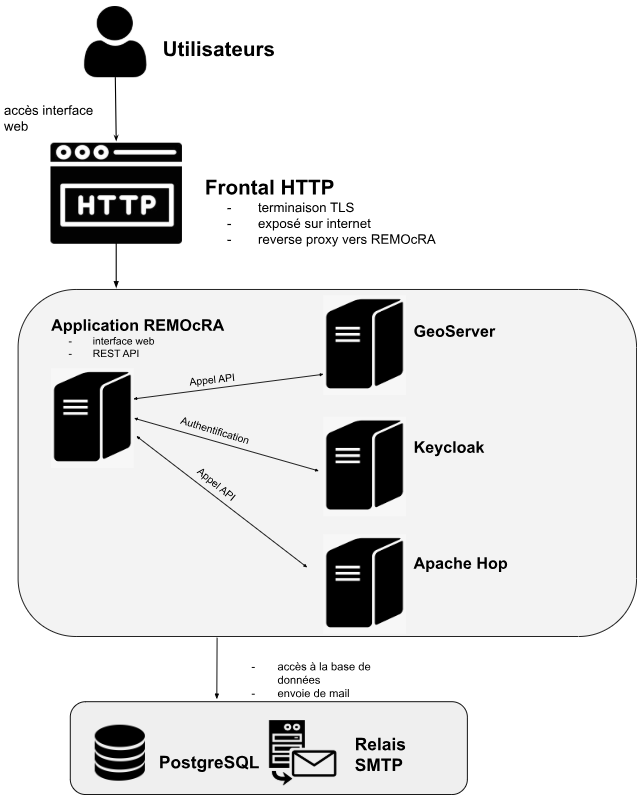 Utilisateurs
accès interface
web
HTTP
Frontal HTTP
- terminaison TLS
- exposé sur internet
- reverse proxy vers REMOcRA
Application REMOcRA
- interface web
- REST API
GeoServer
Appel API
Authentification
Keycloak
Appel API
Apache Hop
- accès à la base de
données
- envoie de mail
PostgreSQL
Relais
SMTP